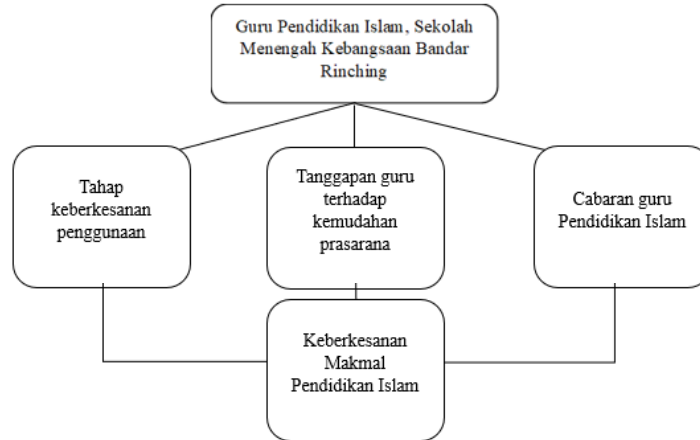 Guru Pendidikan Islam, Sekolah
Menengah Kebangsaan Bandar
Rinching
Tahap
keberkesanan
penggunaan
Tanggapan guru
terhadap
kemudahan
prasarana
Cabaran guru
Pendidikan Islam
Keberkesanan
Makmal
Pendidikan Islam